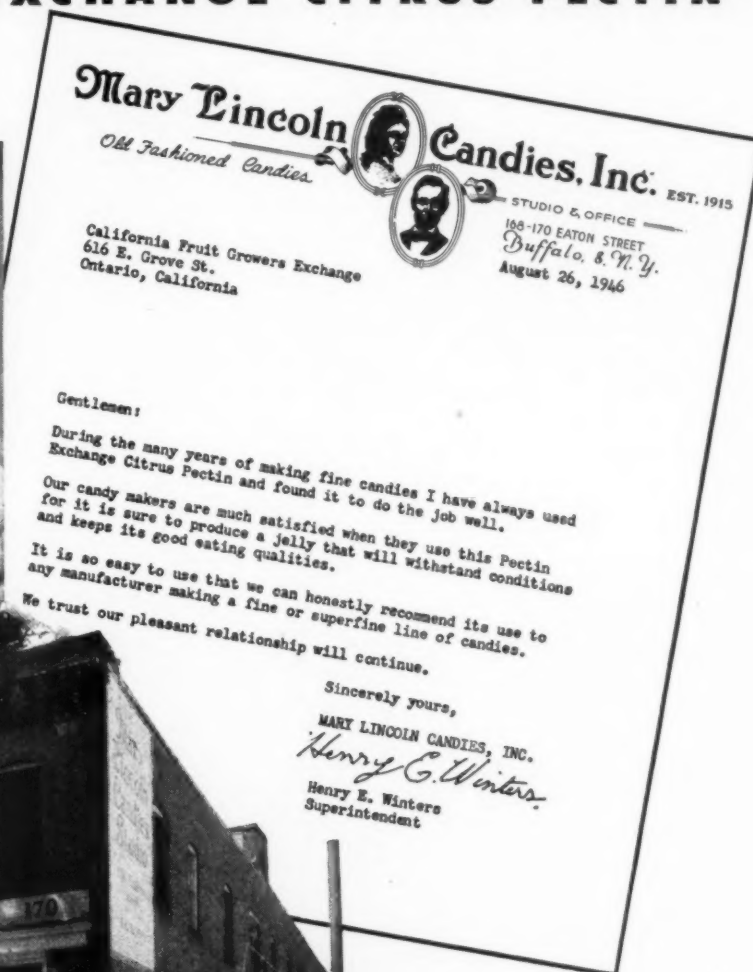 EXCHANGE CITRUS PECTIN
Mary Lincoln Candies, Inc. EST. 1915
Old Fashioned Candies
STUDIO & OFFICE
168-170 EATON STREET
Buffalo, 8, N. Y.
August 26, 1946
California Fruit Growers Exchange
616 E. Grove St.
Ontario, California
Gentlemen:
During the many years of making fine candies I have always used
Exchange Citrus Pectin and found it to do the job well.
Our candy makers are much satisfied when they use this Pectin
for it is sure to produce a jelly that will withstand conditions
and keeps its good eating qualities.
It is so easy to use that we can honestly recommend its use to
any manufacturer making a fine or superfine line of candies.
We trust our pleasant relationship will continue.
Sincerely yours,
MARY LINCOLN CANDIES, INC.
Henry E. Winters.
Henry E. Winters
Superintendent
170